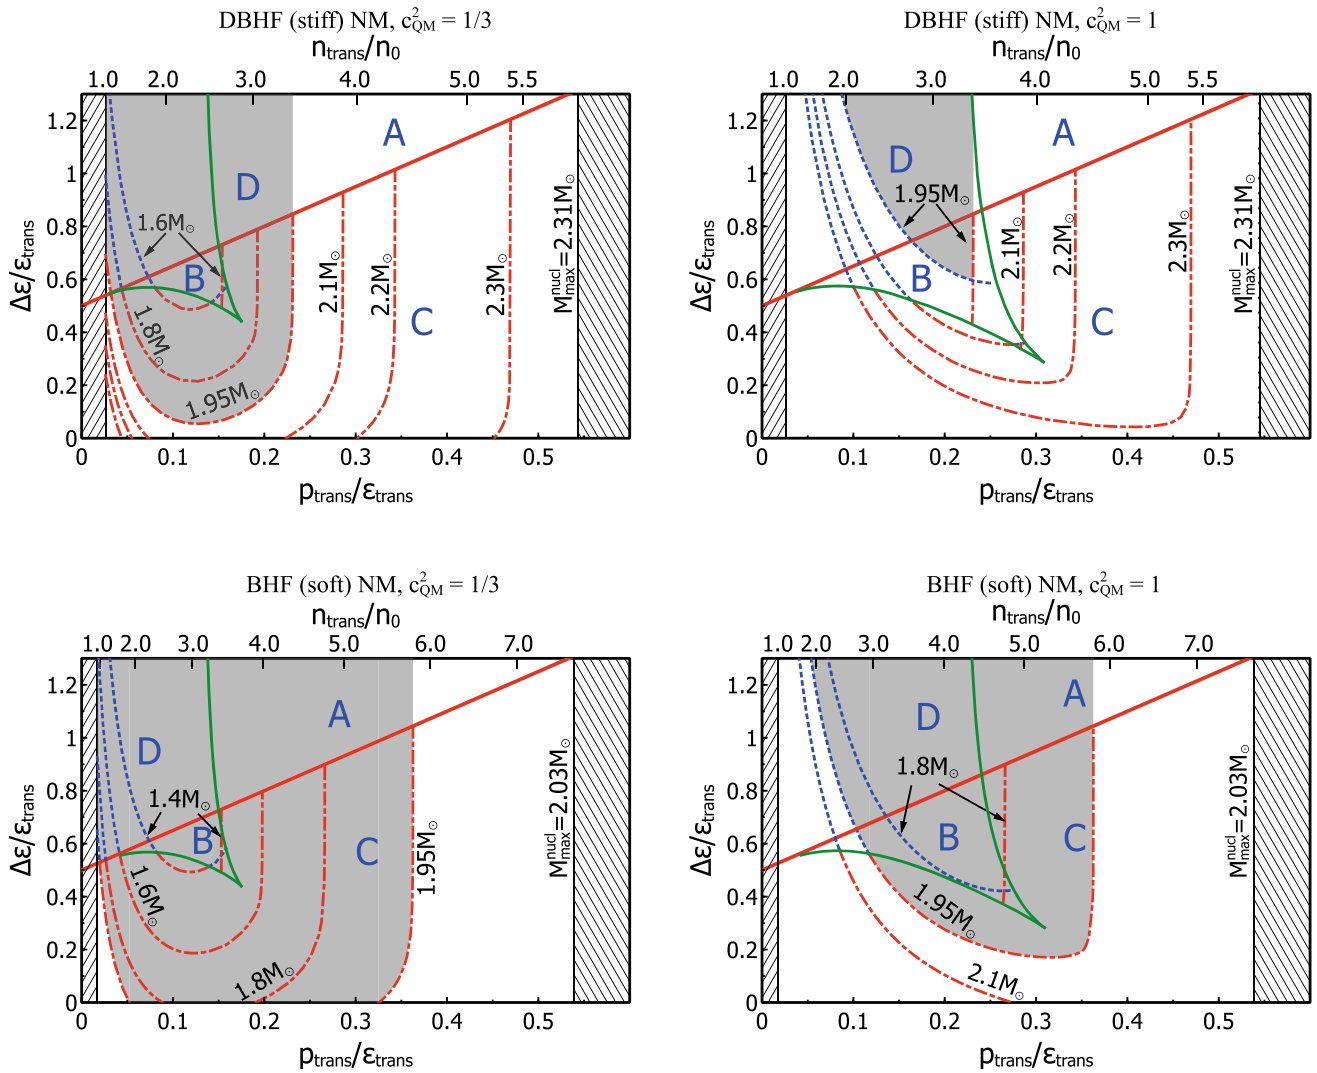 DBHF (stiff) NM, c²QM = 1/3
ntrans/n0
1.0 2.0 3.0 4.0 5.0 5.5
Δε/εtrans
1.2
1
0.8
0.6
0.4
0.2
0
A
D
B
C
1.6M⊙
1.8M⊙
1.95M⊙
2.1M⊙
2.2M⊙
2.3M⊙
Mnuclmax=2.31M⊙
0 0.1 0.2 0.3 0.4 0.5
ptrans/εtrans
DBHF (stiff) NM, c²QM = 1
ntrans/n0
1.0 2.0 3.0 4.0 5.0 5.5
Δε/εtrans
1.2
1
0.8
0.6
0.4
0.2
0
A
D
B
C
1.95M⊙
2.1M⊙
2.2M⊙
2.3M⊙
Mnuclmax=2.31M⊙
0 0.1 0.2 0.3 0.4 0.5
ptrans/εtrans
BHF (soft) NM, c²QM = 1/3
ntrans/n0
1.0 2.0 3.0 4.0 5.0 6.0 7.0
Δε/εtrans
1.2
1
0.8
0.6
0.4
0.2
0
A
D
B
C
1.4M⊙
1.6M⊙
1.8M⊙
1.95M⊙
Mnuclmax=2.03M⊙
0 0.1 0.2 0.3 0.4 0.5
ptrans/εtrans
BHF (soft) NM, c²QM = 1
ntrans/n0
1.0 2.0 3.0 4.0 5.0 6.0 7.0
Δε/εtrans
1.2
1
0.8
0.6
0.4
0.2
0
A
D
B
C
1.8M⊙
1.95M⊙
2.1M⊙
Mnuclmax=2.03M⊙
0 0.1 0.2 0.3 0.4 0.5
ptrans/εtrans